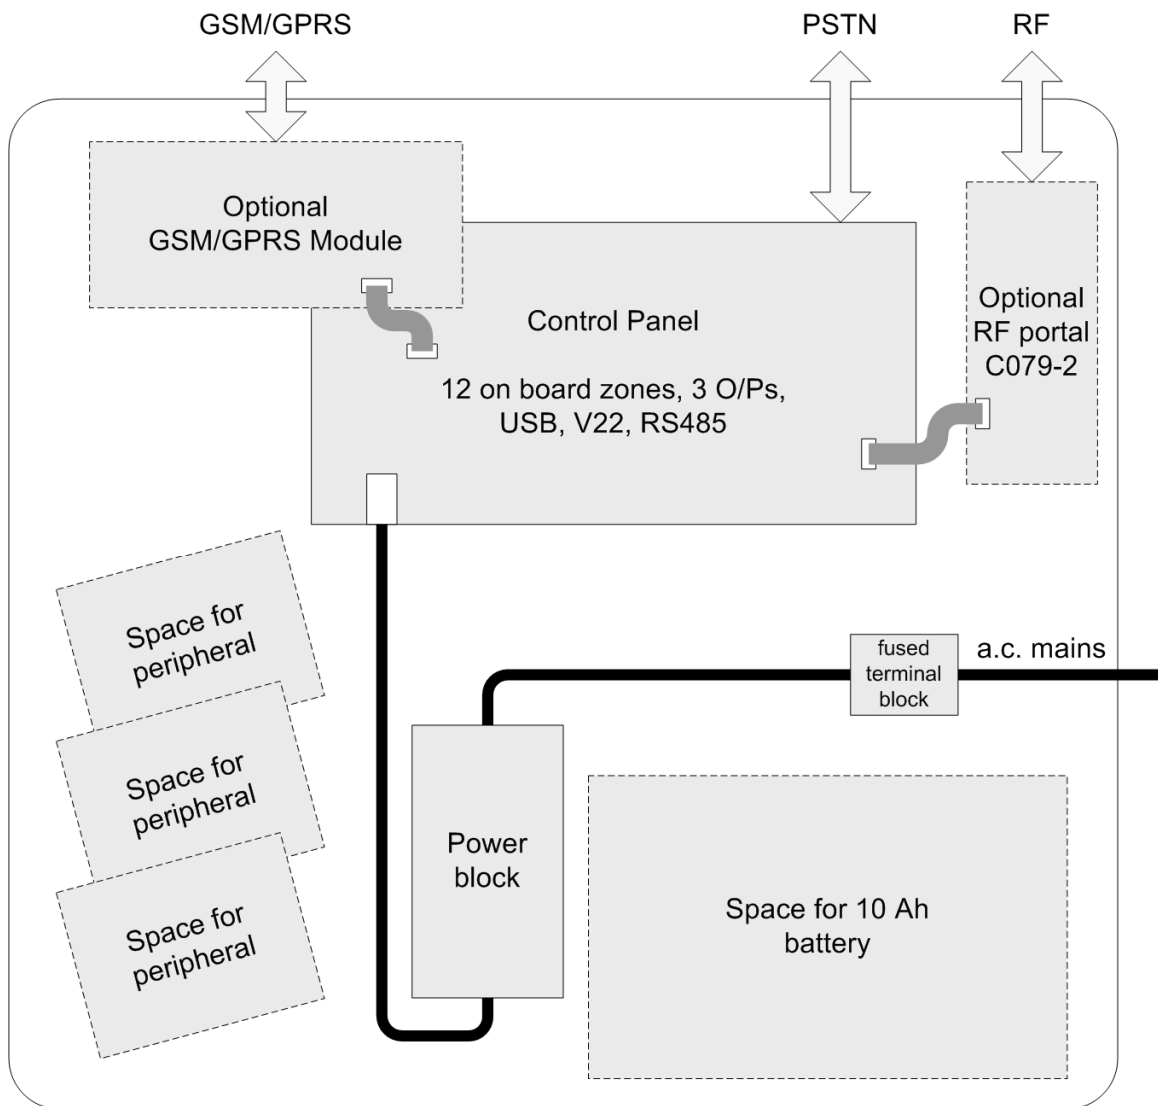 GSM/GPRS
PSTN
RF
Optional
GSM/GPRS Module
Control Panel
12 on board zones, 3 O/Ps,
USB, V22, RS485
Optional
RF portal
C079-2
Space for
peripheral
fused
terminal
block
a.c. mains
Space for
peripheral
Power
block
Space for 10 Ah
battery
Space for
peripheral